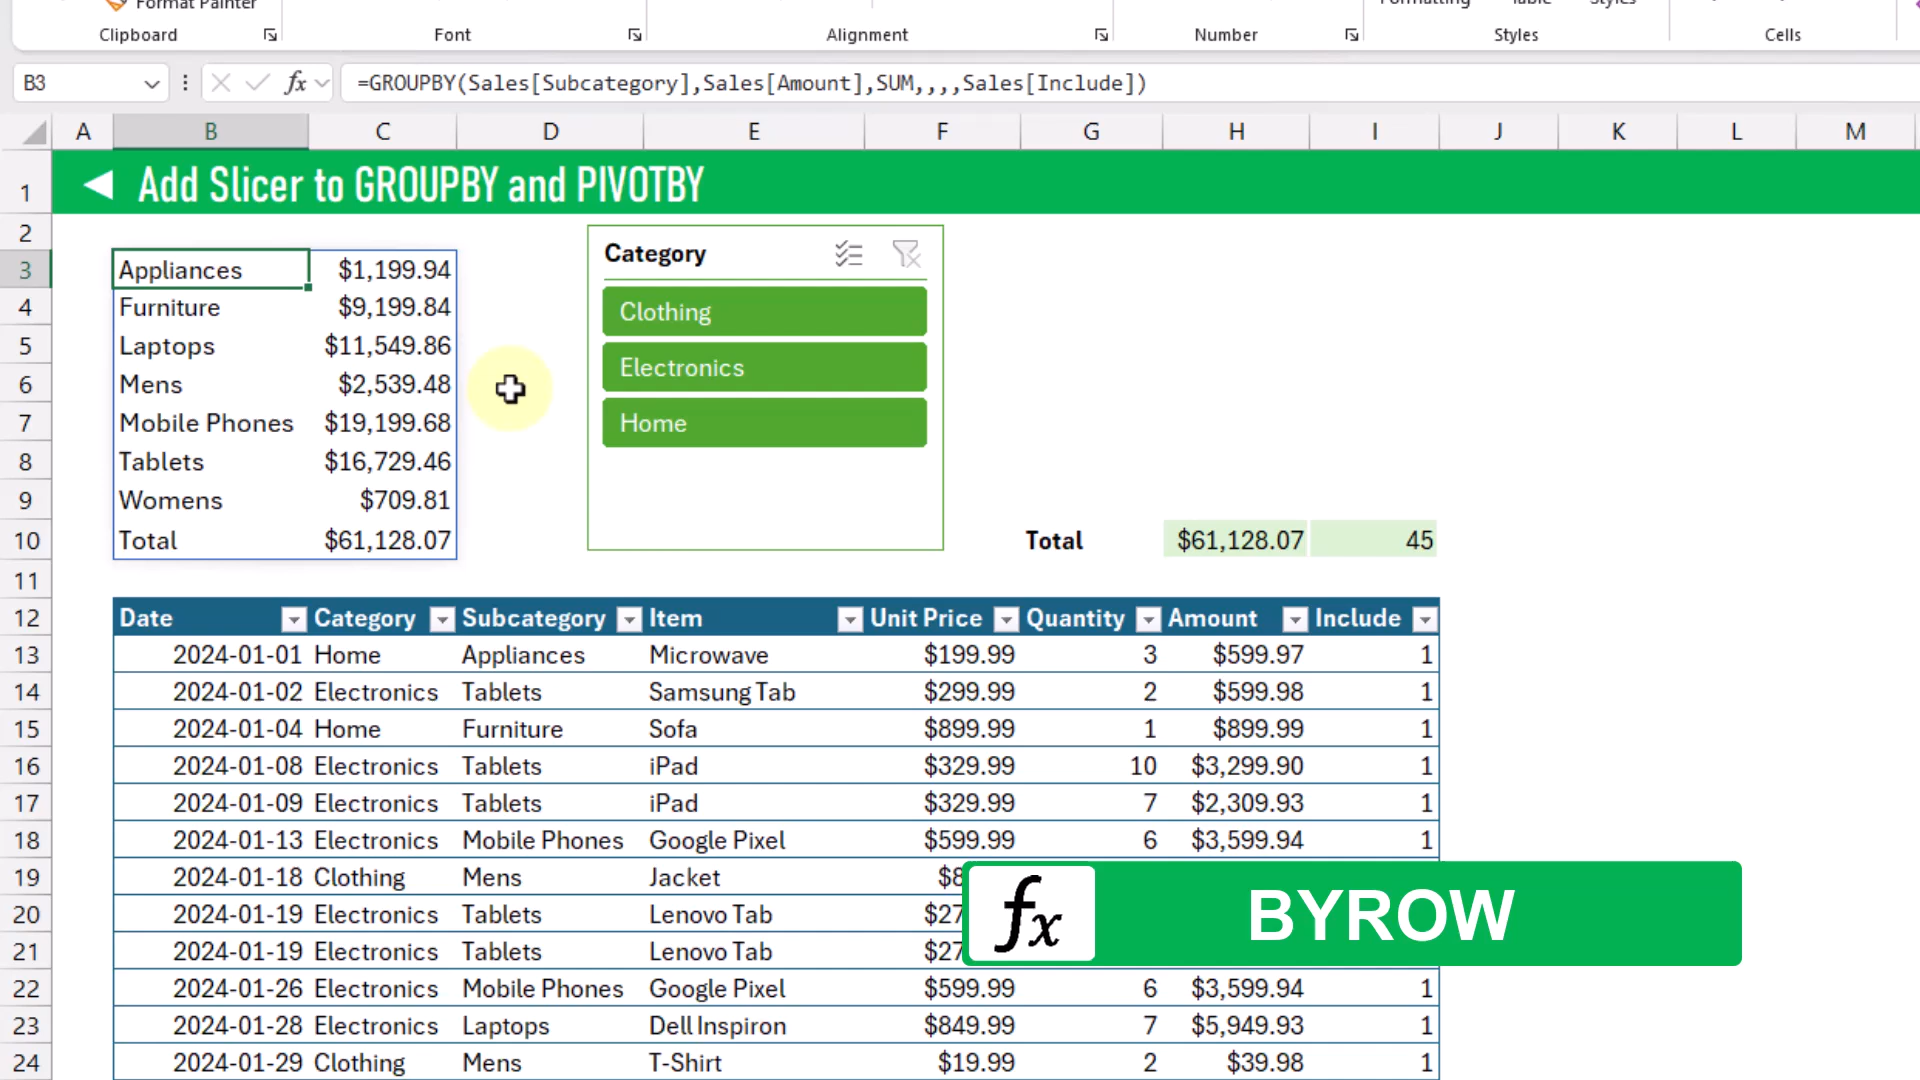 Format Painter
Clipboard Font Alignment Number Styles Cells
B3 fx =GROUPBY(Sales[Subcategory],Sales[Amount],SUM,,,,Sales[Include])
A B C D E F G H I J K L M
1 Add Slicer to GROUPBY and PIVOTBY
2 Category
3 Appliances $1,199.94
4 Furniture $9,199.84 Clothing
5 Laptops $11,549.86 Electronics
6 Mens $2,539.48
7 Mobile Phones $19,199.68 Home
8 Tablets $16,729.46
9 Womens $709.81
10 Total $61,128.07 Total $61,128.07 45
11
12 Date Category Subcategory Item Unit Price Quantity Amount Include
13 2024-01-01 Home Appliances Microwave $199.99 3 $599.97 1
14 2024-01-02 Electronics Tablets Samsung Tab $299.99 2 $599.98 1
15 2024-01-04 Home Furniture Sofa $899.99 1 $899.99 1
16 2024-01-08 Electronics Tablets iPad $329.99 10 $3,299.90 1
17 2024-01-09 Electronics Tablets iPad $329.99 7 $2,309.93 1
18 2024-01-13 Electronics Mobile Phones Google Pixel $599.99 6 $3,599.94 1
19 2024-01-18 Clothing Mens Jacket
20 2024-01-19 Electronics Tablets Lenovo Tab
fx BYROW
21 2024-01-19 Electronics Tablets Lenovo Tab
22 2024-01-26 Electronics Mobile Phones Google Pixel $599.99 6 $3,599.94 1
23 2024-01-28 Electronics Laptops Dell Inspiron $849.99 7 $5,949.93 1
24 2024-01-29 Clothing Mens T-Shirt $19.99 2 $39.98 1